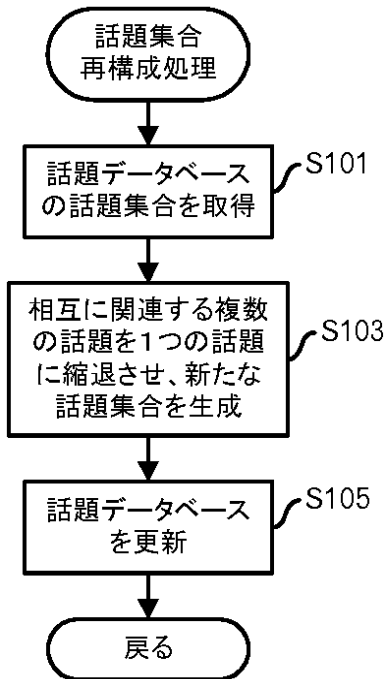 話題集合
再構成処理
話題データベース
の話題集合を取得
S101
相互に関連する複数
の話題を1つの話題
に縮退させ、新たな
話題集合を生成
S103
話題データベース
を更新
S105
戻る